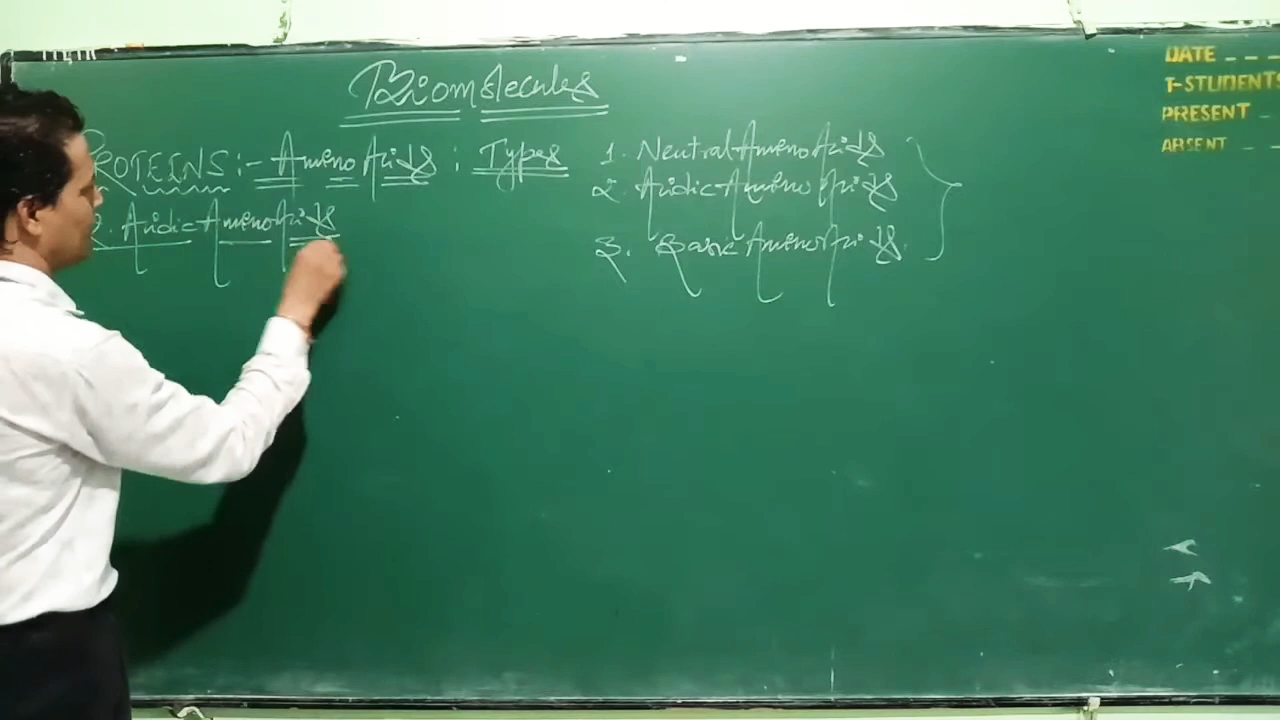 Biomolecules
PROTEINS :- Amino Acids : Types
1. Neutral Amino Acids
2. Acidic Amino Acids
3. Basic Amino Acids
2. Acidic Amino Acids
DATE _ _ _
T-STUDENTS
PRESENT _
ABSENT _ _